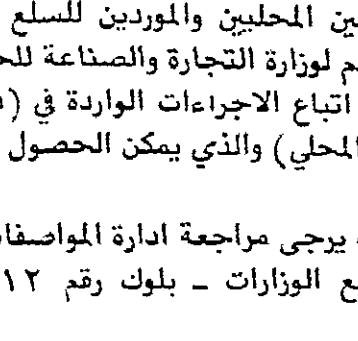 ين المحليين والموردين للسلع
م لوزارة التجارة والصناعة للح
اتباع الاجراءات الواردة في (
المحلي) والذي يمكن الحصول
يرجى مراجعة ادارة المواصفا
ع الوزارات - بلوك رقم ١٢